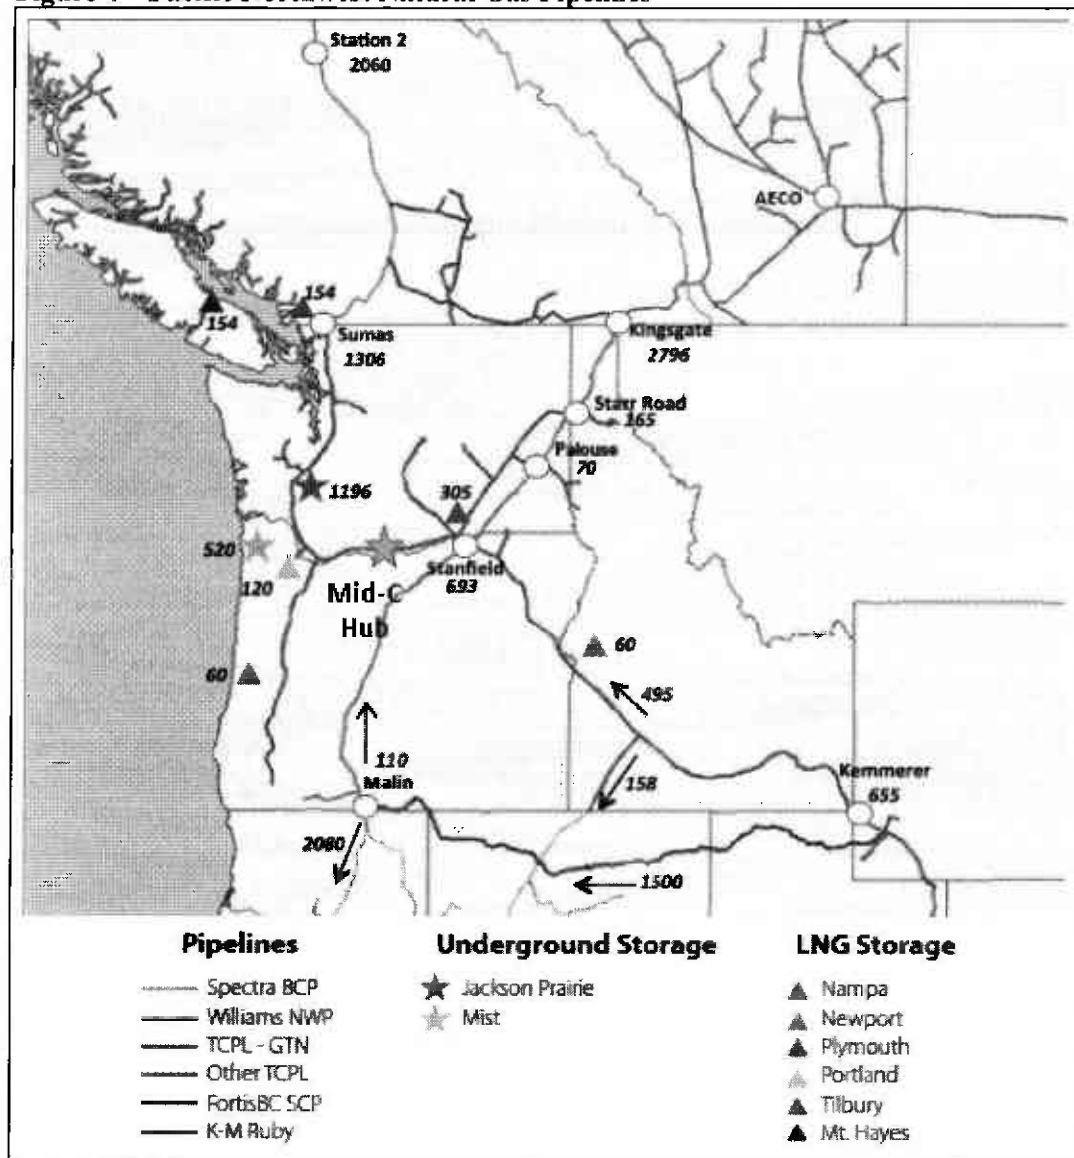 Figure 7 - Pacific Northwest Natural Gas Pipelines
Station 2
2060
AECO
154
154
Sumas
1306
Kingsgate
2796
Starr Road
165
Palouse
70
1196
305
520
120
Stanfield
693
Mid-C
Hub
60
60
495
110
Malin
158
Kemmerer
655
2080
1500
Pipelines
Spectra BCP
Williams NWP
TCPL - GTN
Other TCPL
FortisBC SCP
K-M Ruby
Underground Storage
Jackson Prairie
Mist
LNG Storage
Nampa
Newport
Plymouth
Portland
Tilbury
Mt. Hayes